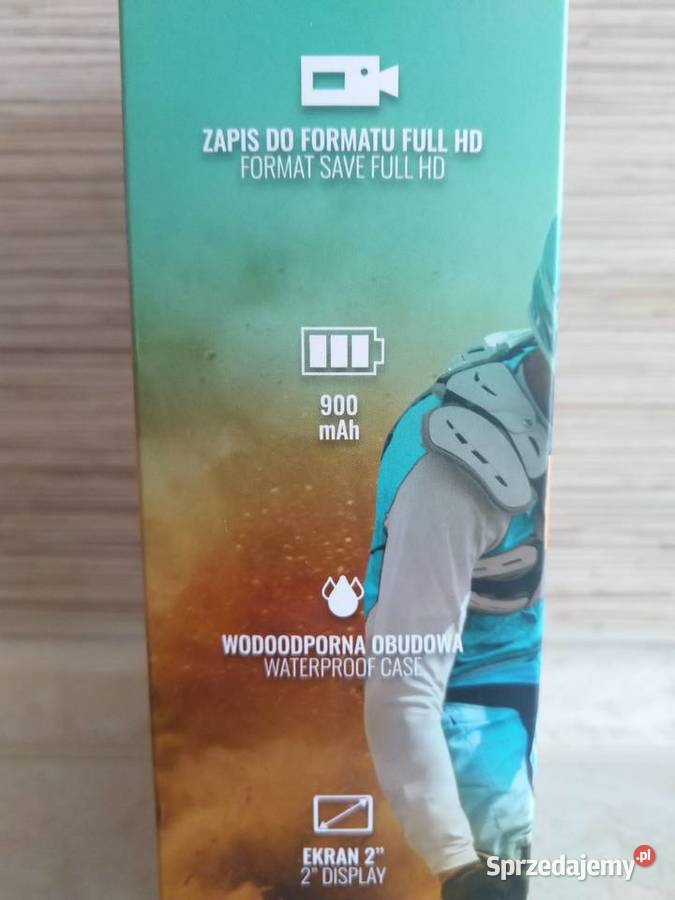 ZAPIS DO FORMATU FULL HD
FORMAT SAVE FULL HD
900
mAh
WODOODPORNA OBUDOWA
WATERPROOF CASE
EKRAN 2”
2” DISPLAY
Sprzedajemy.pl